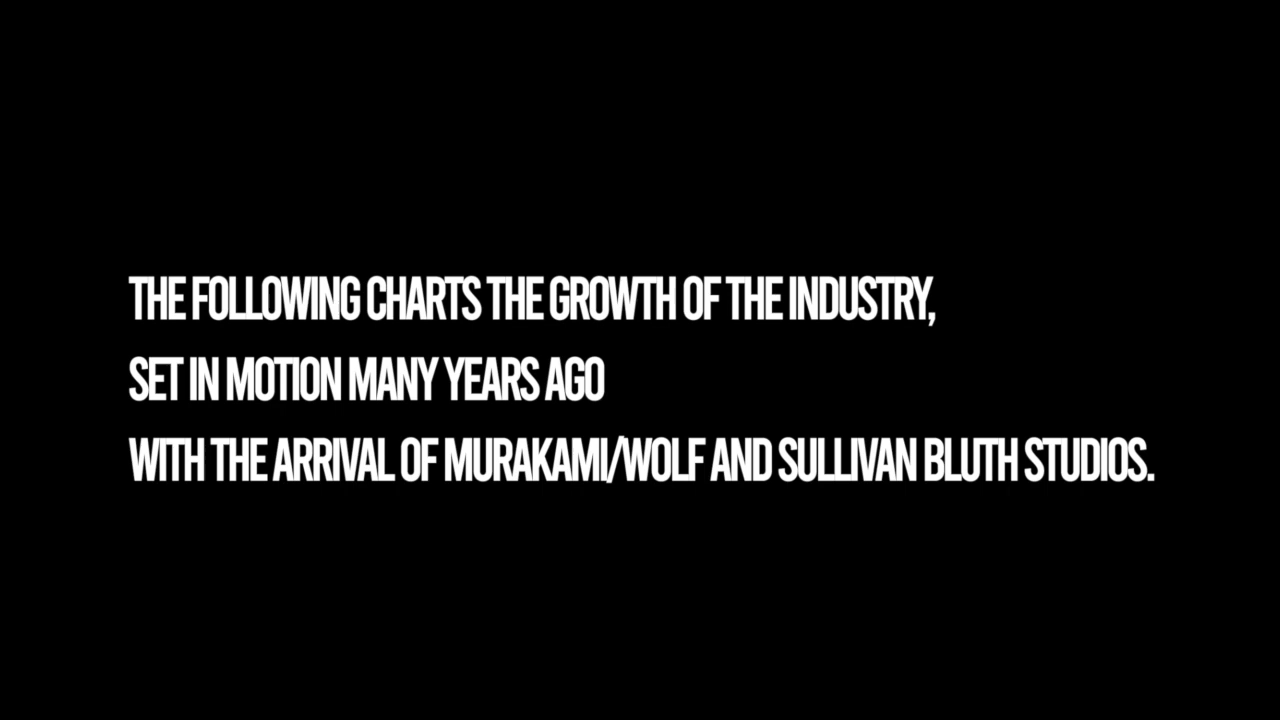 THE FOLLOWING CHARTS THE GROWTH OF THE INDUSTRY,
SET IN MOTION MANY YEARS AGO
WITH THE ARRIVAL OF MURAKAMI/WOLF AND SULLIVAN BLUTH STUDIOS.